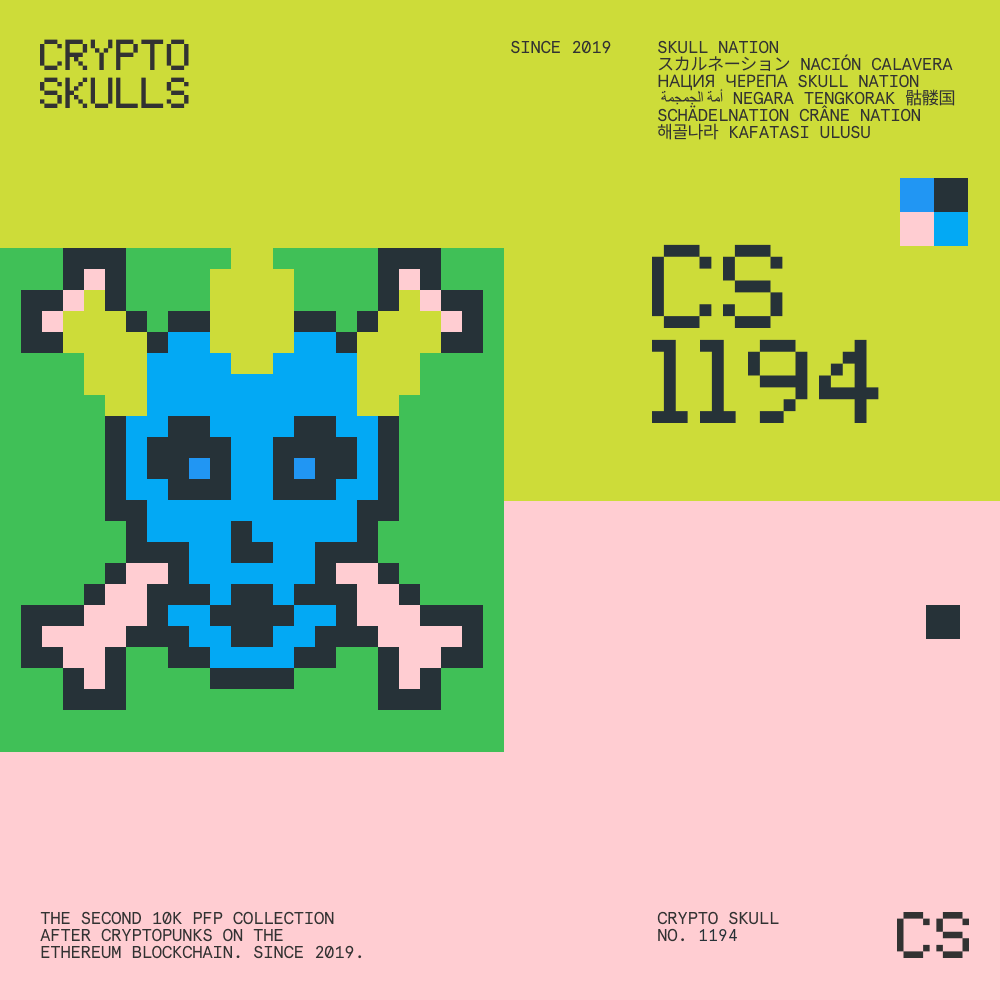 CRYPTO
SKULLS
SINCE 2019
SKULL NATION
スカルネーション NACIÓN CALAVERA
НАЦИЯ ЧЕРЕПА SKULL NATION
أمة الجمجمة NEGARA TENGKORAK 骷髅国
SCHÄDELNATION CRÂNE NATION
해골나라 KAFATASI ULUSU
CS
1194
THE SECOND 10K PFP COLLECTION
AFTER CRYPTOPUNKS ON THE
ETHEREUM BLOCKCHAIN. SINCE 2019.
CRYPTO SKULL
NO. 1194
CS